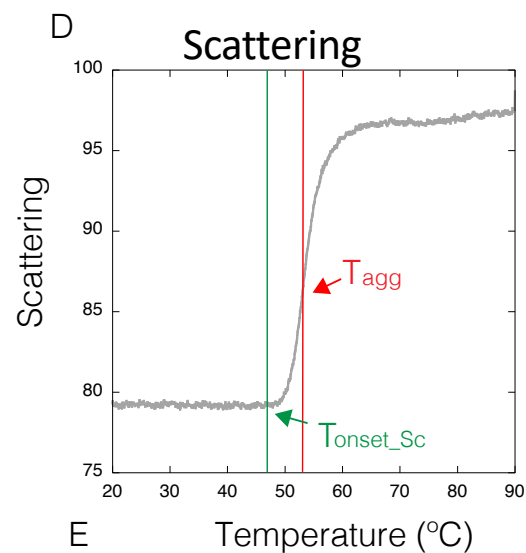 D
Scattering
100
95
90
85
80
75
Scattering
Tagg
Tonset_Sc
20 30 40 50 60 70 80 90
E
Temperature (°C)